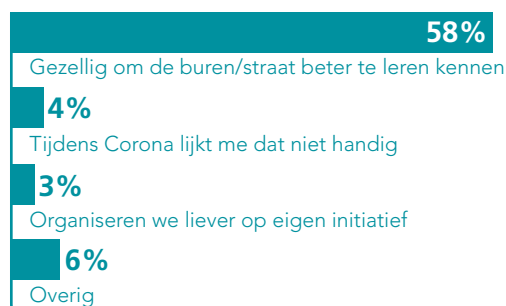 58%
Gezellig om de buren/straat beter te leren kennen
4%
Tijdens Corona lijkt me dat niet handig
3%
Organiseren we liever op eigen initiatief
6%
Overig